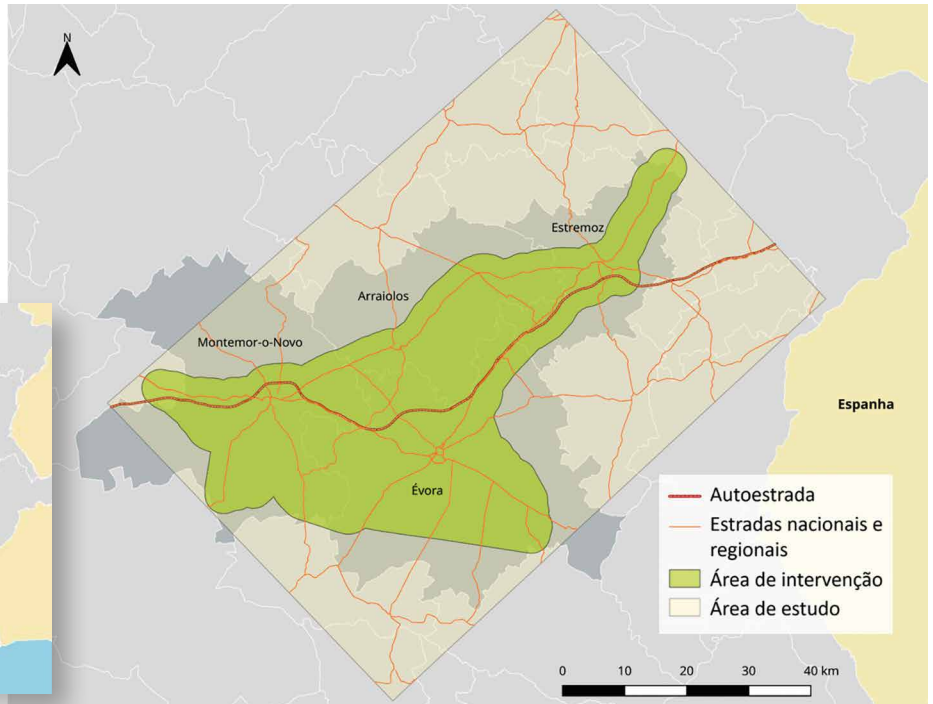 N
Estremoz
Arraiolos
Montemor-o-Novo
Espanha
Évora
Autoestrada
Estradas nacionais e
regionais
Área de intervenção
Área de estudo
0 10 20 30 40 km